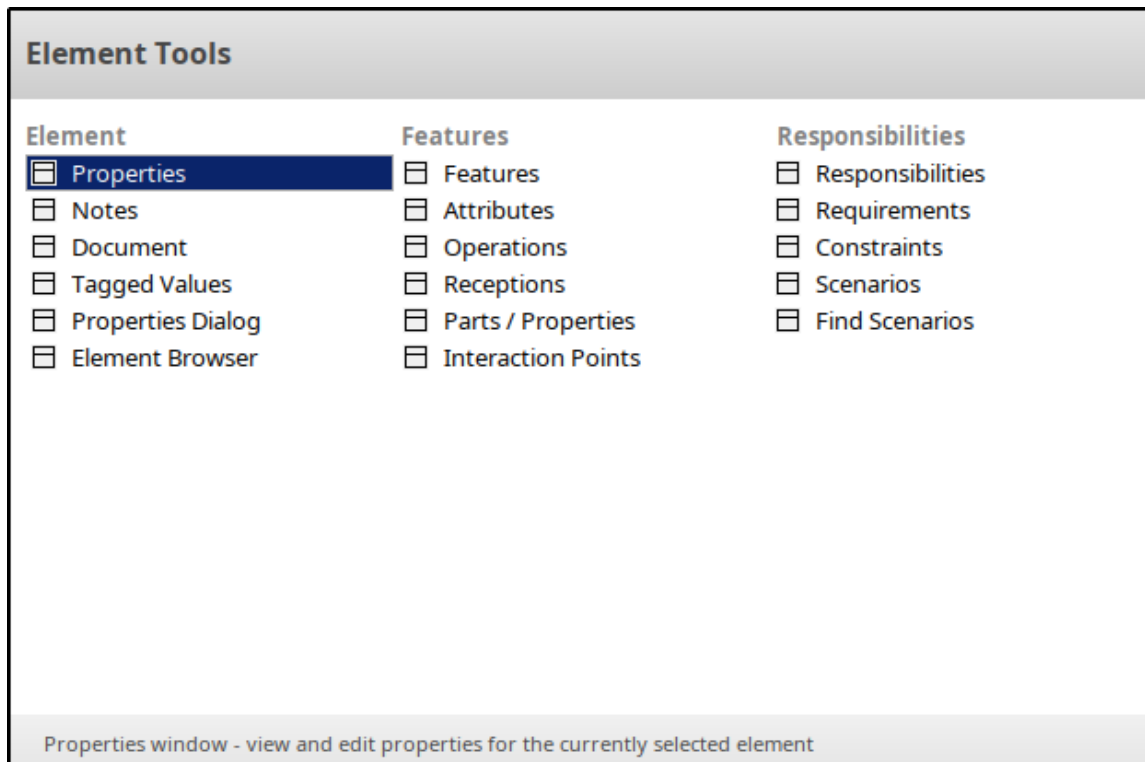 Element Tools
Element
Properties
Notes
Document
Tagged Values
Properties Dialog
Element Browser
Features
Features
Attributes
Operations
Receptions
Parts / Properties
Interaction Points
Responsibilities
Responsibilities
Requirements
Constraints
Scenarios
Find Scenarios
Properties window - view and edit properties for the currently selected element